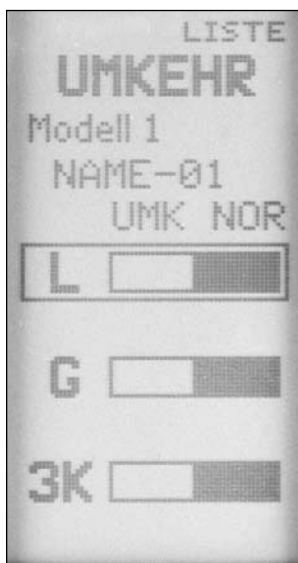 LISTE
UMKEHR
Modell 1
NAME-01
UMK NOR
L
G
3K